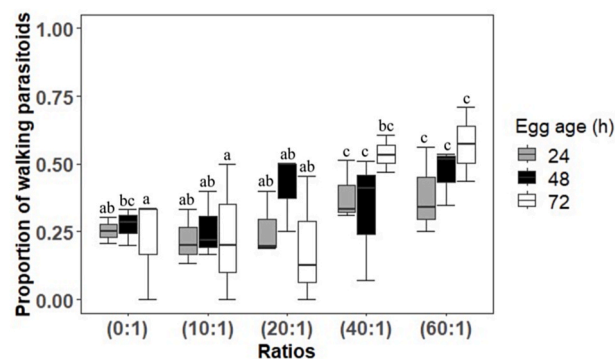 Proportion of walking parasitoids
1.00
0.75
0.50
0.25
0.00
ab bc a
ab ab a
ab ab ab
c c bc
c c c
(0:1) (10:1) (20:1) (40:1) (60:1)
Ratios
Egg age (h)
24
48
72